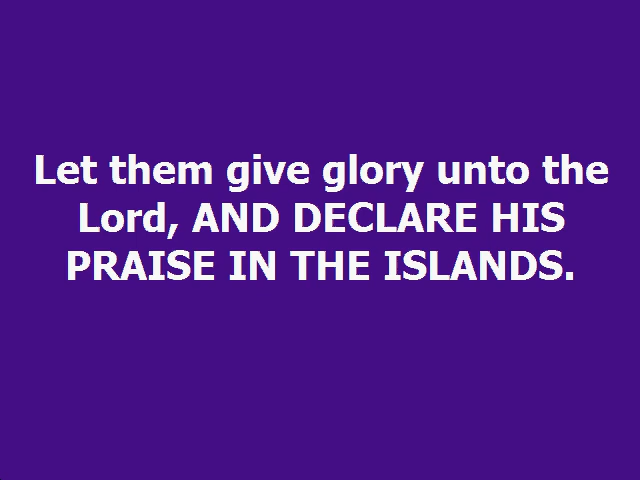 Let them give glory unto the
Lord, AND DECLARE HIS
PRAISE IN THE ISLANDS.